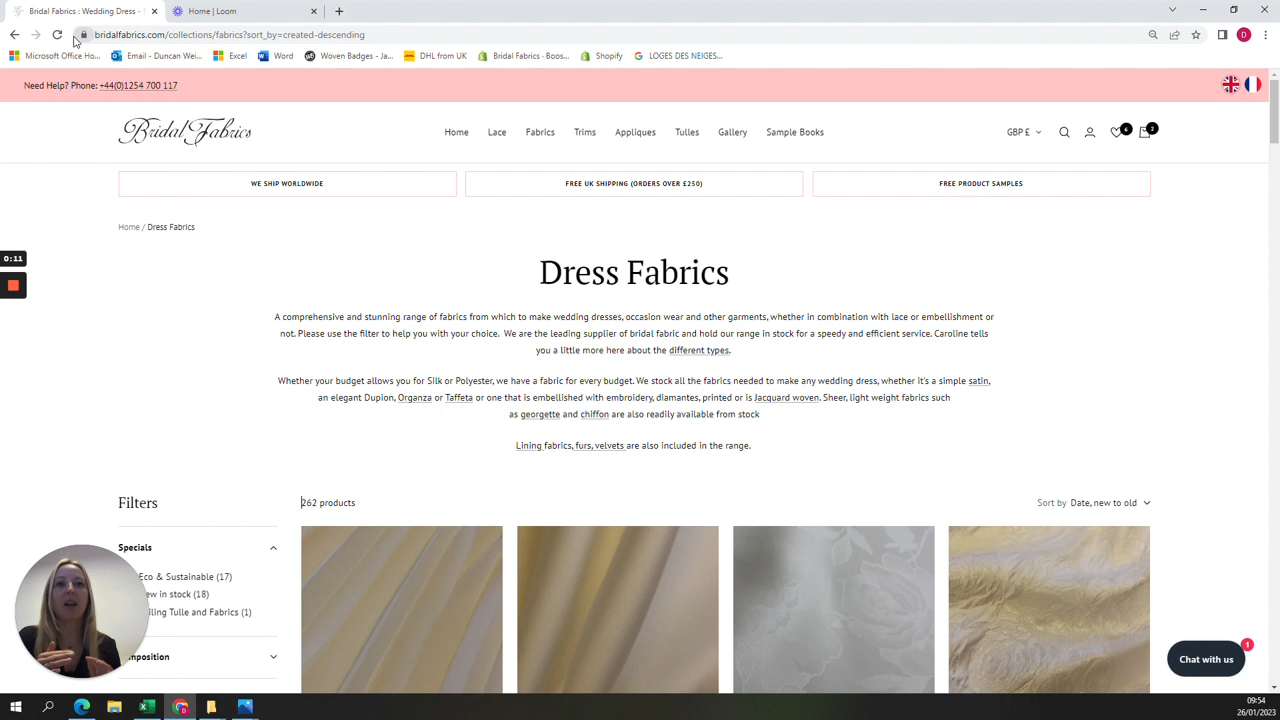 Bridal Fabrics : Wedding Dress -
Home | Loom
bridalfabrics.com/collections/fabrics?sort_by=created-descending
D
Microsoft Office Ho...
Email - Duncan Wei...
Excel
Word
Woven Badges - Ja...
DHL from UK
Bridal Fabrics - Boos...
Shopify
LOGES DES NEIGES...
Need Help? Phone: +44(0)1254 700 117
Bridal Fabrics
Home
Lace
Fabrics
Trims
Appliques
Tulles
Gallery
Sample Books
GBP £
6
2
WE SHIP WORLDWIDE
FREE UK SHIPPING (ORDERS OVER £250)
FREE PRODUCT SAMPLES
Home / Dress Fabrics
0:11
Dress Fabrics
A comprehensive and stunning range of fabrics from which to make wedding dresses, occasion wear and other garments, whether in combination with lace or embellishment or
not. Please use the filter to help you with your choice. We are the leading supplier of bridal fabric and hold our range in stock for a speedy and efficient service. Caroline tells
you a little more here about the different types.
Whether your budget allows you for Silk or Polyester, we have a fabric for every budget. We stock all the fabrics needed to make any wedding dress, whether it's a simple satin,
an elegant Dupion, Organza or Taffeta or one that is embellished with embroidery, diamantes, printed or is Jacquard woven. Sheer, light weight fabrics such
as georgette and chiffon are also readily available from stock
Lining fabrics, furs, velvets are also included in the range.
Filters
262 products
Sort by Date, new to old
Specials
Eco & Sustainable (17)
ew in stock (18)
iling Tulle and Fabrics (1)
mposition
Chat with us
1
09:54
26/01/2023